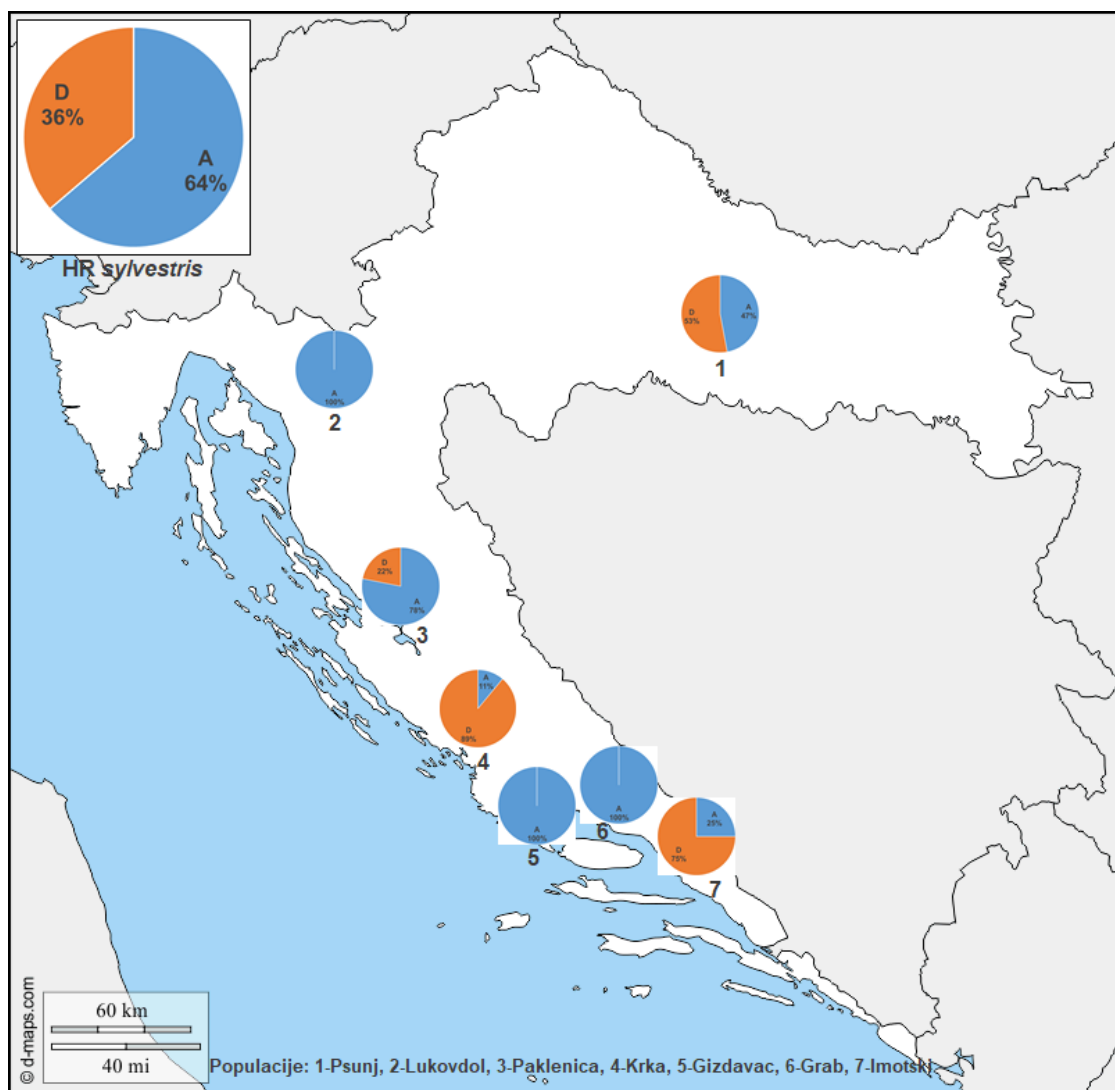 D
36%
A
64%
HR sylvestris
D
53%
A
47%
1
A
100%
2
D
22%
A
78%
3
A
11%
D
89%
4
A
100%
5
A
100%
6
A
25%
D
75%
7
60 km
40 mi
© d-maps.com
Populacije: 1-Psunj, 2-Lukovdol, 3-Paklenica, 4-Krka, 5-Gizdavac, 6-Grab, 7-Imotski